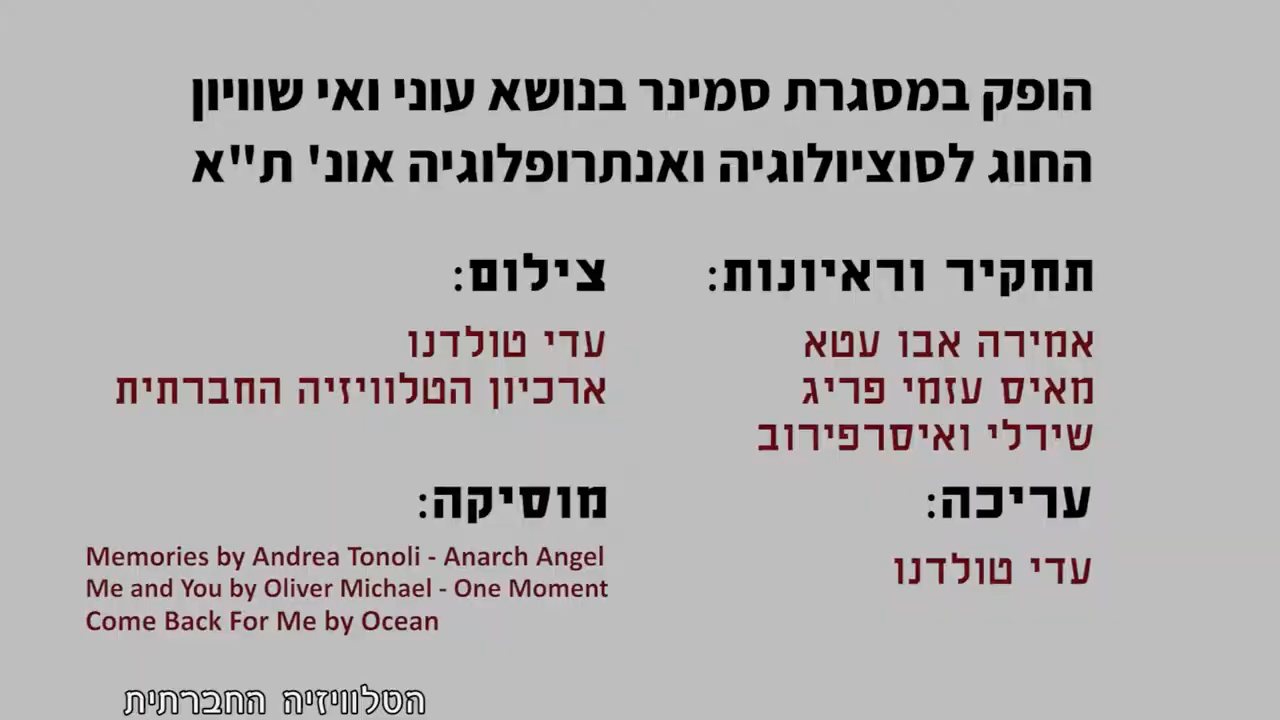 הופק במסגרת סמינר בנושא עוני ואי שוויון
החוג לסוציולוגיה ואנתרופלוגיה אונ' ת"א
תחקיר וראיונות:
אמירה אבו עטא
מאיס עזמי פריג
שירלי ואיסרפירוב
צילום:
עדי טולדנו
ארכיון הטלוויזיה החברתית
עריכה:
עדי טולדנו
מוסיקה:
Memories by Andrea Tonoli - Anarch Angel
Me and You by Oliver Michael - One Moment
Come Back For Me by Ocean
הטלוויזיה החברתית